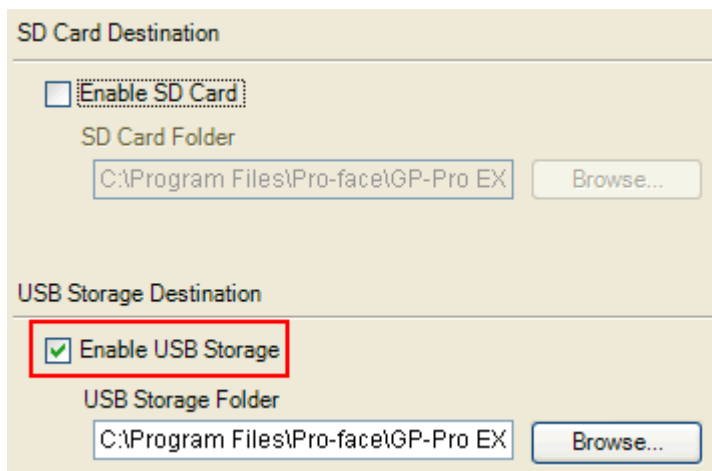 SD Card Destination
Enable SD Card
SD Card Folder
C:\Program Files\Pro-face\GP-Pro EX
Browse...
USB Storage Destination
Enable USB Storage
USB Storage Folder
C:\Program Files\Pro-face\GP-Pro EX
Browse...